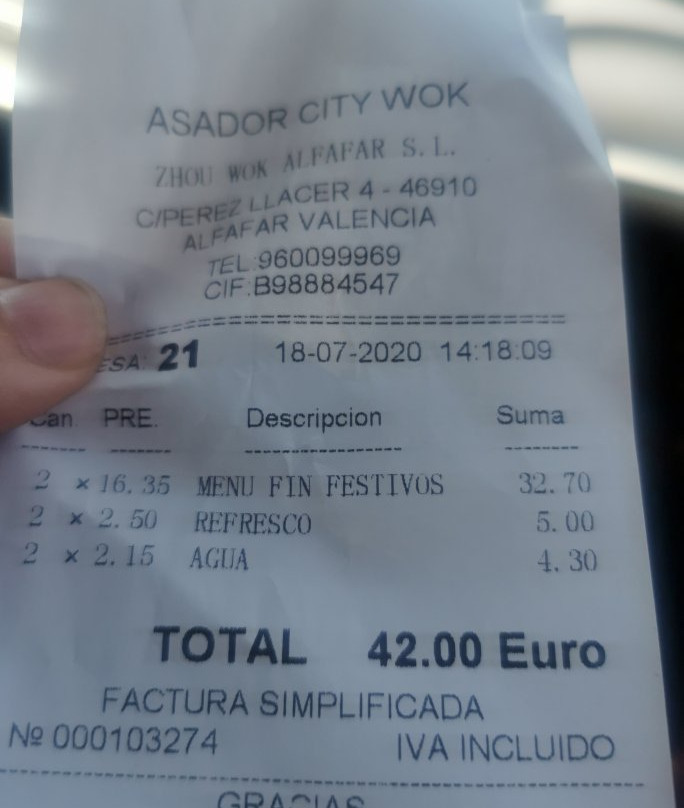 ASADOR CITY WOK
ZHOU WOK ALFAFAR S.L.
C/PEREZ LLACER 4 - 46910
ALFAFAR VALENCIA
TEL:960099969
CIF:B98884547
ESA: 21 18-07-2020 14:18:09
Can PRE. Descripcion Suma
2 × 16.35 MENU FIN FESTIVOS 32.70
2 × 2.50 REFRESCO 5.00
2 × 2.15 AGUA 4.30
TOTAL 42.00 Euro
FACTURA SIMPLIFICADA
Nº 000103274 IVA INCLUIDO
GRACIAS